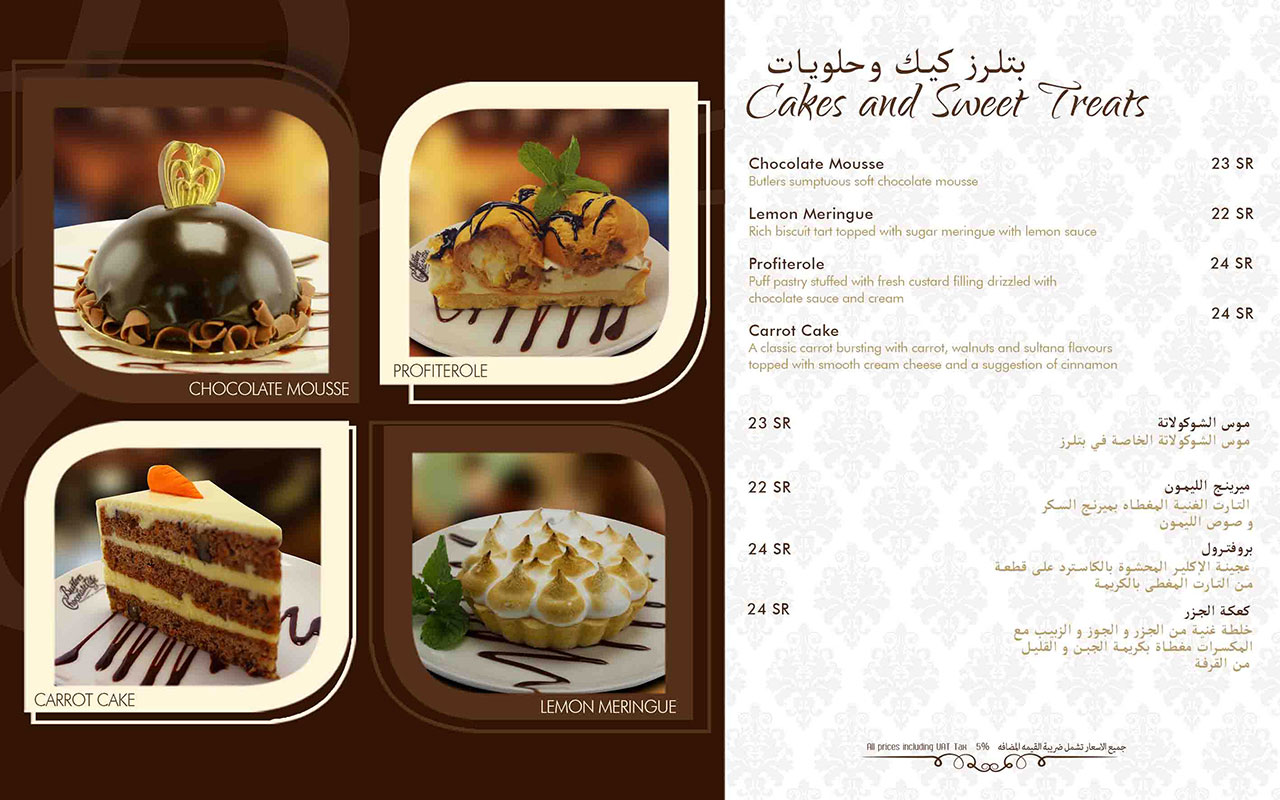 CHOCOLATE MOUSSE
PROFITEROLE
Butlers
Chocolate
CARROT CAKE
LEMON MERINGUE
بتلرز كيك وحلويات
Cakes and Sweet Treats
Chocolate Mousse 23 SR
Butlers sumptuous soft chocolate mousse
Lemon Meringue 22 SR
Rich biscuit tart topped with sugar meringue with lemon sauce
Profiterole 24 SR
Puff pastry stuffed with fresh custard filling drizzled with
chocolate sauce and cream
24 SR
Carrot Cake
A classic carrot bursting with carrot, walnuts and sultana flavours
topped with smooth cream cheese and a suggestion of cinnamon
موس الشوكولاتة 23 SR
موس الشوكولاتة الخاصة في بتلرز
ميرينج الليمون 22 SR
التارت الغنية المغطاه بميرنج السكر
و صوص الليمون
بروفترول 24 SR
عجينة الإكلير المحشوة بالكاسترد على قطعة
من التارت المغطى بالكريمة
كعكة الجزر 24 SR
خلطة غنية من الجزر و الجوز و الزبيب مع
المكسرات مغطاة بكريمة الجبن و القليل
من القرفة
All prices including VAT Tax 5% جميع الاسعار تشمل ضريبة القيمه المضافه